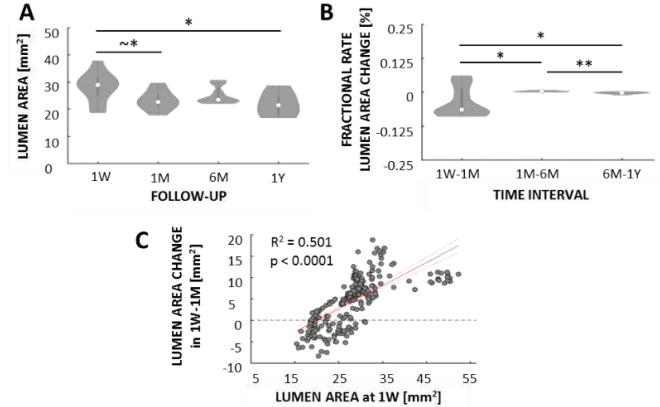 A
*
~*
LUMEN AREA [mm²]
50
40
30
20
10
0
1W 1M 6M 1Y
FOLLOW-UP
B
*
*
**
FRACTIONAL RATE
LUMEN AREA CHANGE [%]
0.25
0.125
0
-0.125
-0.25
1W-1M 1M-6M 6M-1Y
TIME INTERVAL
C
R² = 0.501
p < 0.0001
LUMEN AREA CHANGE
in 1W-1M [mm²]
20
15
10
5
0
-5
-10
5 15 25 35 45 55
LUMEN AREA at 1W [mm²]